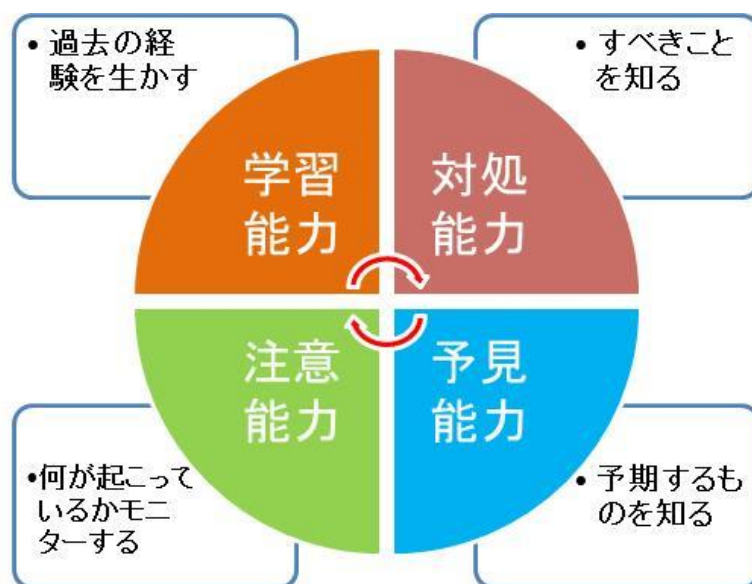 • 過去の経
験を生かす
• すべきこと
を知る
学習
能力
対処
能力
注意
能力
予見
能力
•何が起こって
いるかモニ
ターする
• 予期するも
のを知る